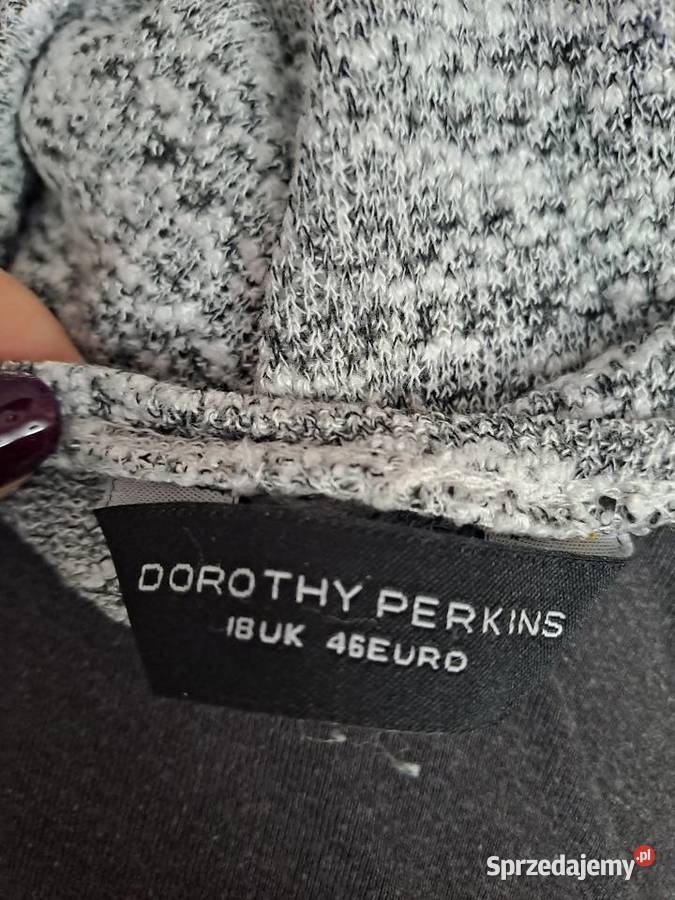 DOROTHY PERKINS
18UK 46EURO
Sprzedajemy.pl